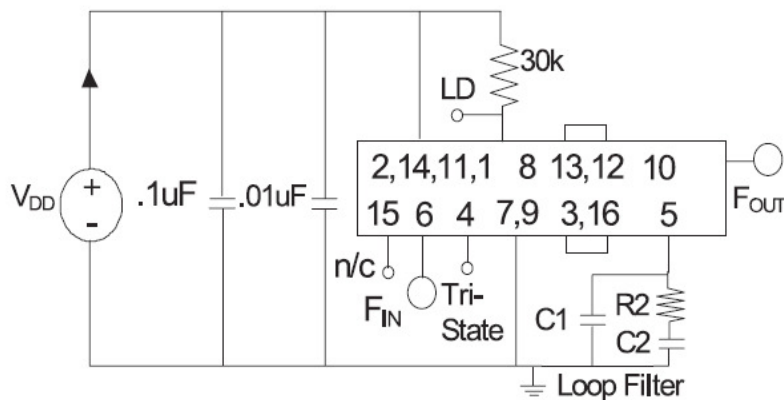 30k
LD
2,14,11,1 8 13,12 10
VDD
+
-
.1uF
.01uF
15 6 4 7,9 3,16 5
FOUT
n/c
FIN
Tri-
State
C1
R2
C2
Loop Filter